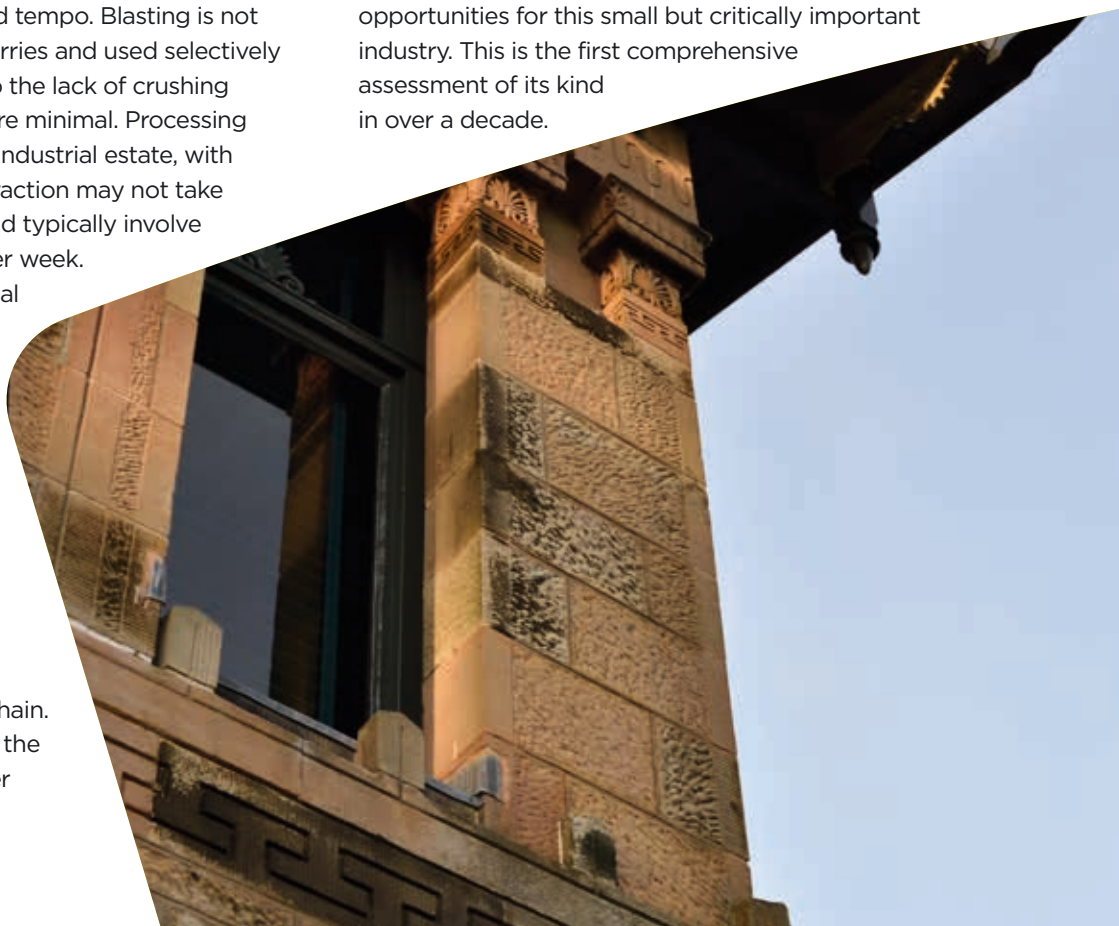 d tempo. Blasting is not
rries and used selectively
the lack of crushing
re minimal. Processing
ndustrial estate, with
raction may not take
d typically involve
er week.
al
hain.
the
er
opportunities for this small but critically important
industry. This is the first comprehensive
assessment of its kind
in over a decade.